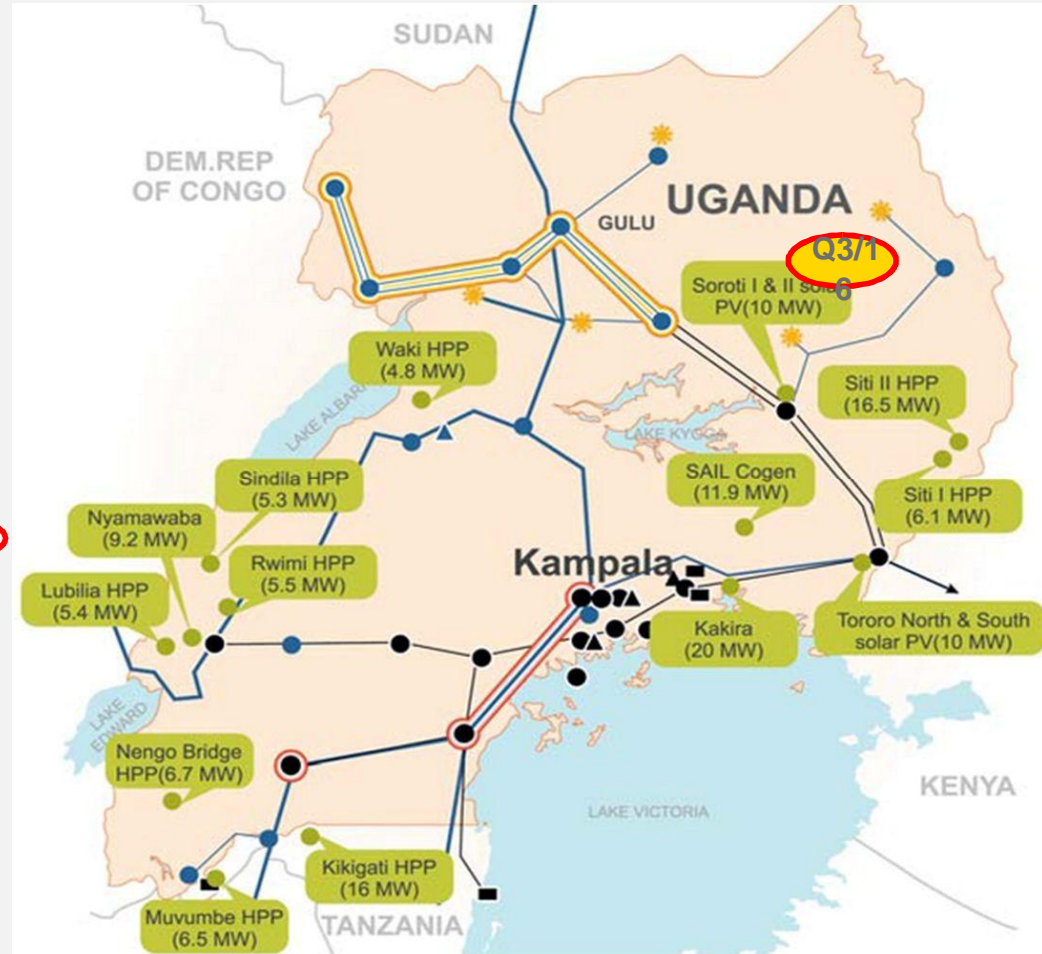 SUDAN
DEM.REP
OF CONGO
UGANDA
GULU
Q3/1
6
Soroti I & II
PV(10 MW)
Waki HPP
(4.8 MW)
Siti II HPP
(16.5 MW)
LAKE
LAKE KYOGA
Sindila HPP
(5.3 MW)
SAIL Cogen
(11.9 MW)
Siti I HPP
(6.1 MW)
Nyamawaba
(9.2 MW)
Rwimi HPP
(5.5 MW)
Kampala
Lubilia HPP
(5.4 MW)
Kakira
(20 MW)
Tororo North & South
solar PV(10 MW)
LAKE
EDWARD
Nengo Bridge
HPP(6.7 MW)
KENYA
LAKE VICTORIA
Kikigati HPP
(16 MW)
Muvumbe HPP
(6.5 MW)
TANZANIA